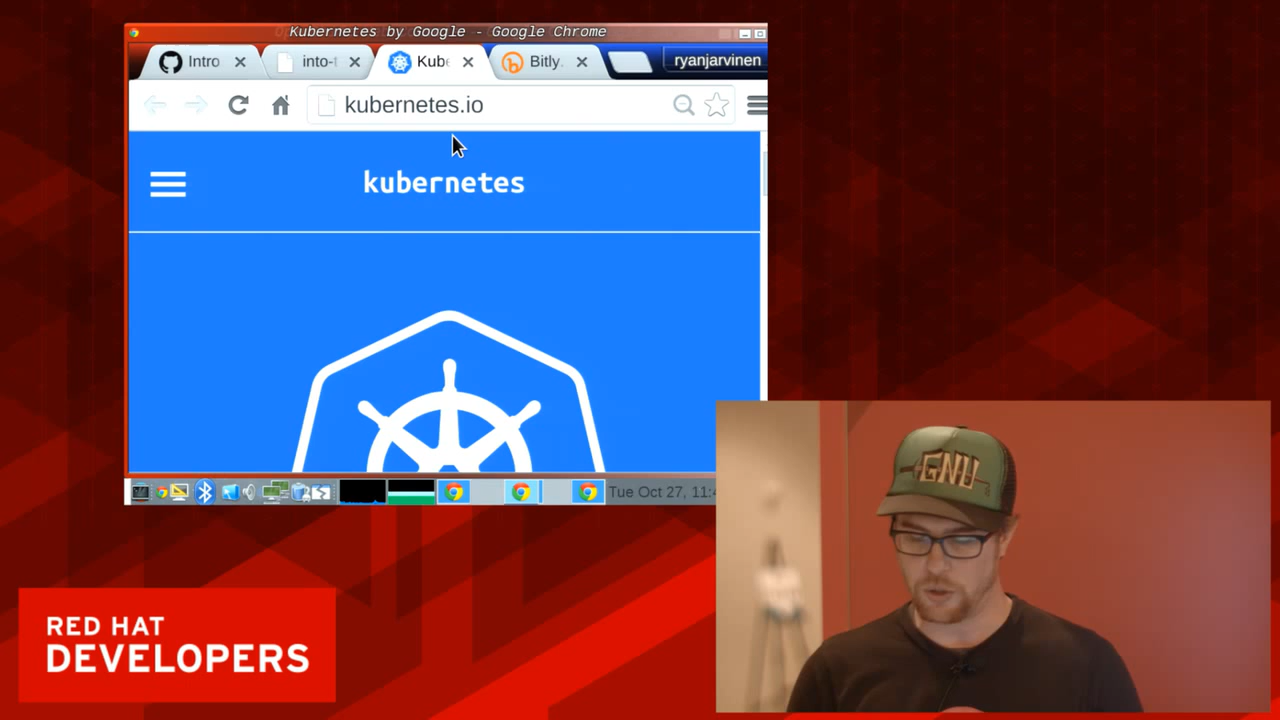 Kubernetes by Google - Google Chrome
Intro
into-t
Kube
Bitly.
ryanjarvinen
kubernetes.io
kubernetes
Tue Oct 27, 11:4
GNU
RED HAT
DEVELOPERS